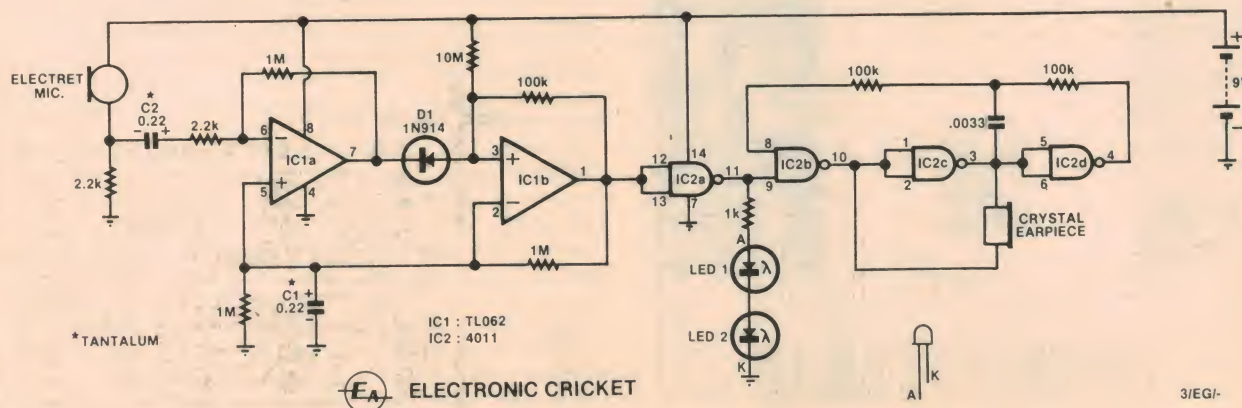 ELECTRET
MIC.
2.2k
*
C2
0.22
- +
2.2k
1M
6
-
+
5
8
IC1a
7
4
D1
1N914
10M
100k
3
+
-
2
IC1b
1
1M
1M
*
C1
0.22
+
-
12
13
14
IC2a
11
7
1k
A
LED 1
λ
LED 2
λ
K
8
9
IC2b
10
100k
.0033
100k
1
2
IC2c
3
5
6
IC2d
4
CRYSTAL
EARPIECE
+
9V
-
*TANTALUM
IC1 : TL062
IC2 : 4011
EA ELECTRONIC CRICKET
A
K
3/EG/-